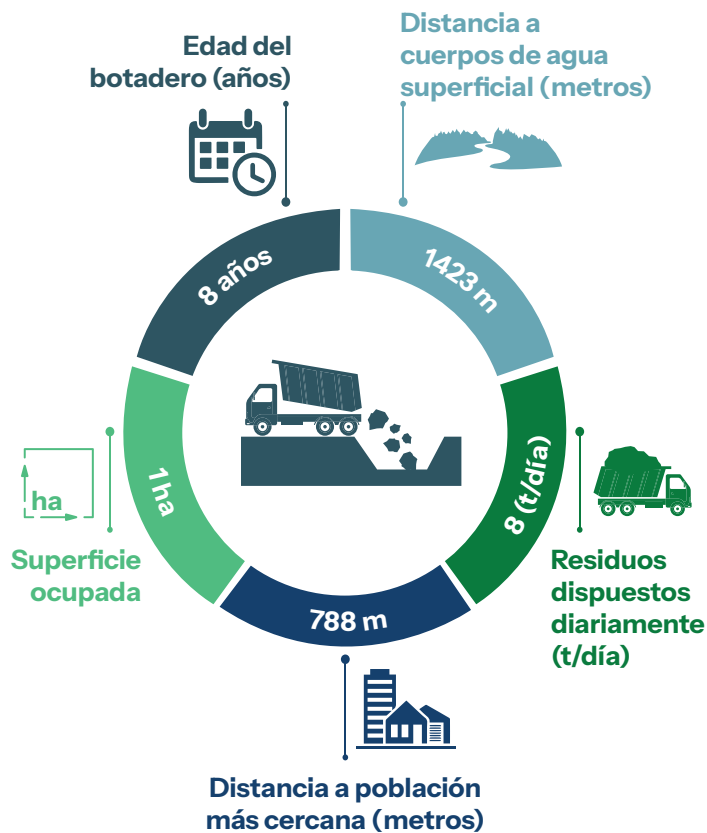 Edad del
botadero (años)
Distancia a
cuerpos de agua
superficial (metros)
8 años
1423 m
1 ha
8 (t/día)
788 m
ha
Superficie
ocupada
Residuos
dispuestos
diariamente
(t/día)
Distancia a población
más cercana (metros)